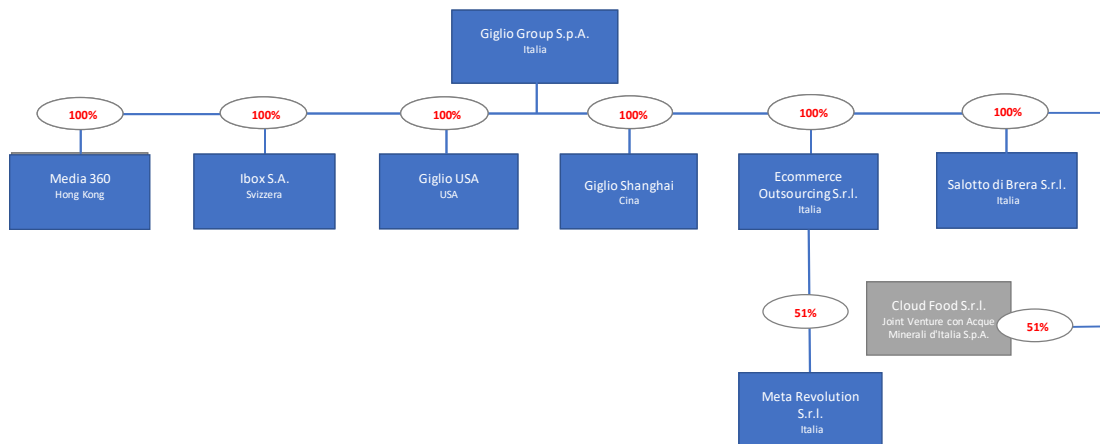 Giglio Group S.p.A.
Italia
100%
100%
100%
100%
100%
100%
Media 360
Hong Kong
Ibox S.A.
Svizzera
Giglio USA
USA
Giglio Shanghai
Cina
Ecommerce
Outsourcing S.r.l.
Italia
Salotto di Brera S.r.l.
Italia
51%
Cloud Food S.r.l.
Joint Venture con Acque
Minerali d'Italia S.p.A.
51%
Meta Revolution
S.r.l.
Italia